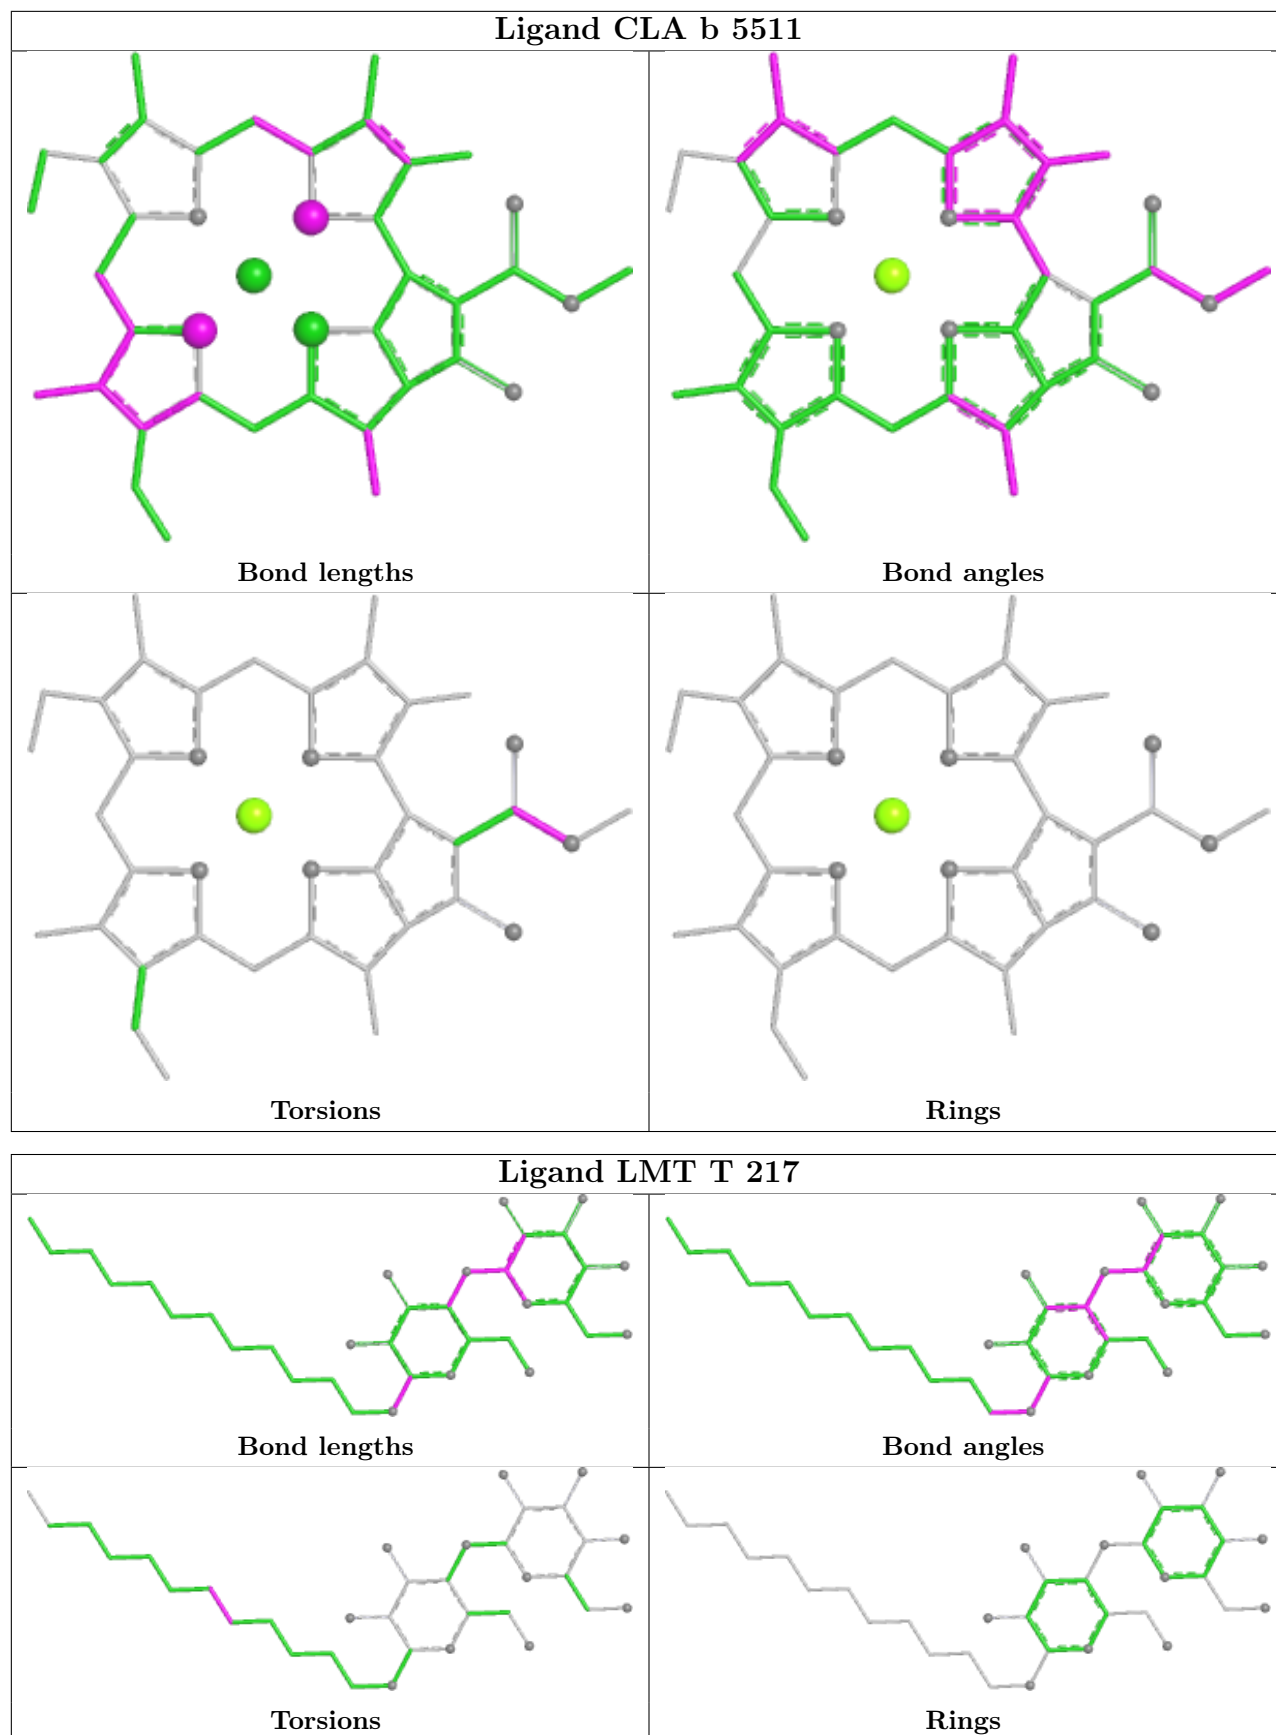 Ligand CLA b 5511
Bond lengths
Bond angles
Torsions
Rings
Ligand LMT T 217
Bond lengths
Bond angles
Torsions
Rings